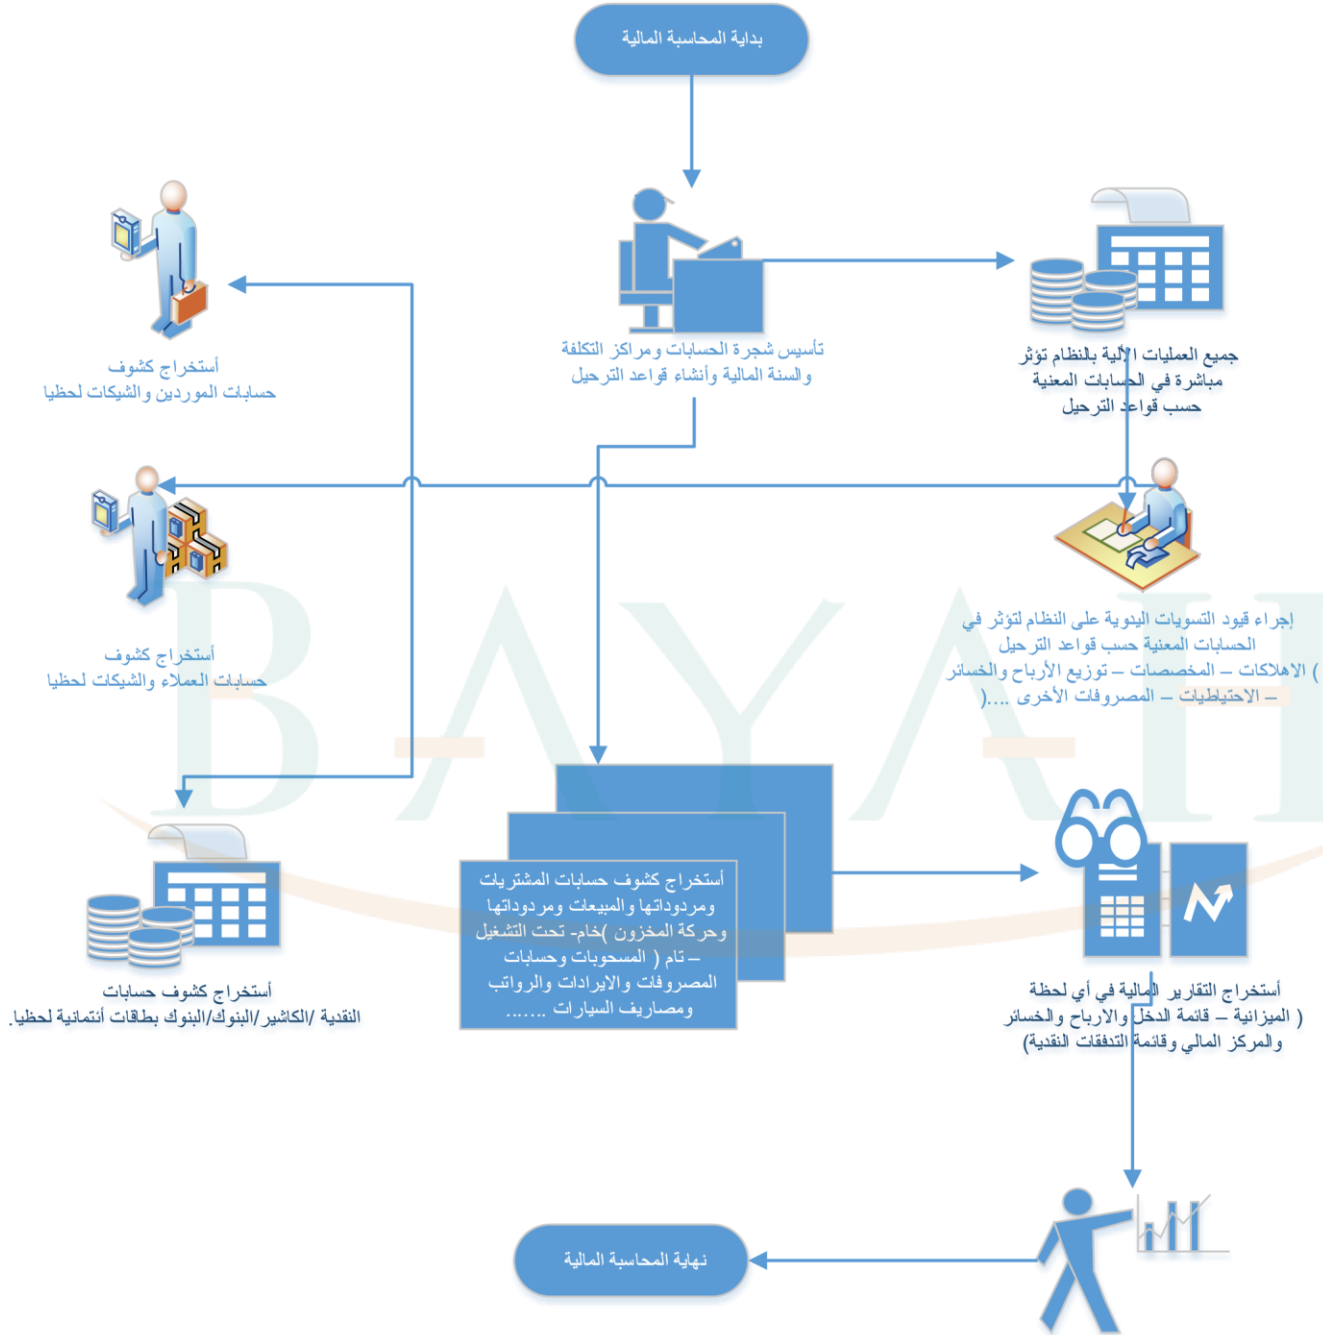 بداية المحاسبة المالية
تأسيس شجرة الحسابات ومراكز التكلفة
والسنة المالية وأنشاء قواعد الترحيل
جميع العمليات الألية بالنظام تؤثر
مباشرة في الحسابات المعنية
حسب قواعد الترحيل
أستخراج كشوف
حسابات الموردين والشيكات لحظيا
إجراء قيود التسويات اليدوية على النظام لتؤثر في
الحسابات المعنية حسب قواعد الترحيل
( الاهلاكات – المخصصات – توزيع الأرباح والخسائر
– الاحتياطيات – المصروفات الأخرى ....)
أستخراج كشوف
حسابات العملاء والشيكات لحظيا
BAYAH
أستخراج كشوف حسابات المشتريات
ومردوداتها والمبيعات ومردوداتها
وحركة المخزون )خام- تحت التشغيل
– تام ( المسحوبات وحسابات
المصروفات والايرادات والرواتب
ومصاريف السيارات .......
أستخراج التقارير المالية في أي لحظة
( الميزانية – قائمة الدخل والارباح والخسائر
والمركز المالي وقائمة التدفقات النقدية)
أستخراج كشوف حسابات
النقدية /الكاشير/البنوك/البنوك بطاقات أئتمانية لحظيا.
نهاية المحاسبة المالية